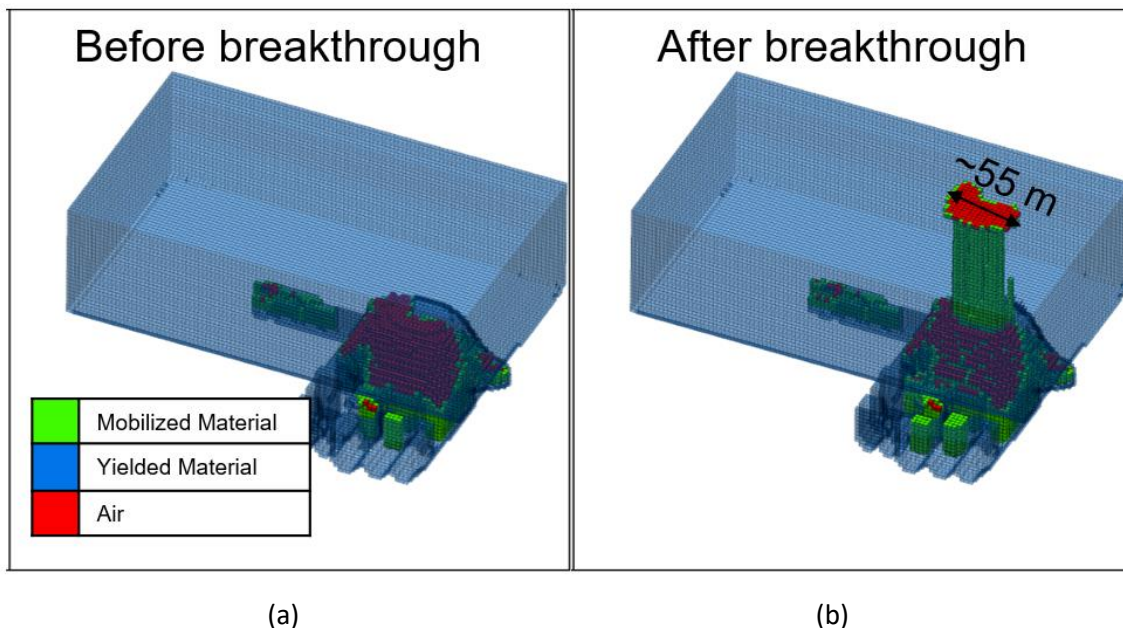 Before breakthrough
After breakthrough
~55 m
Mobilized Material
Yielded Material
Air
(a)
(b)